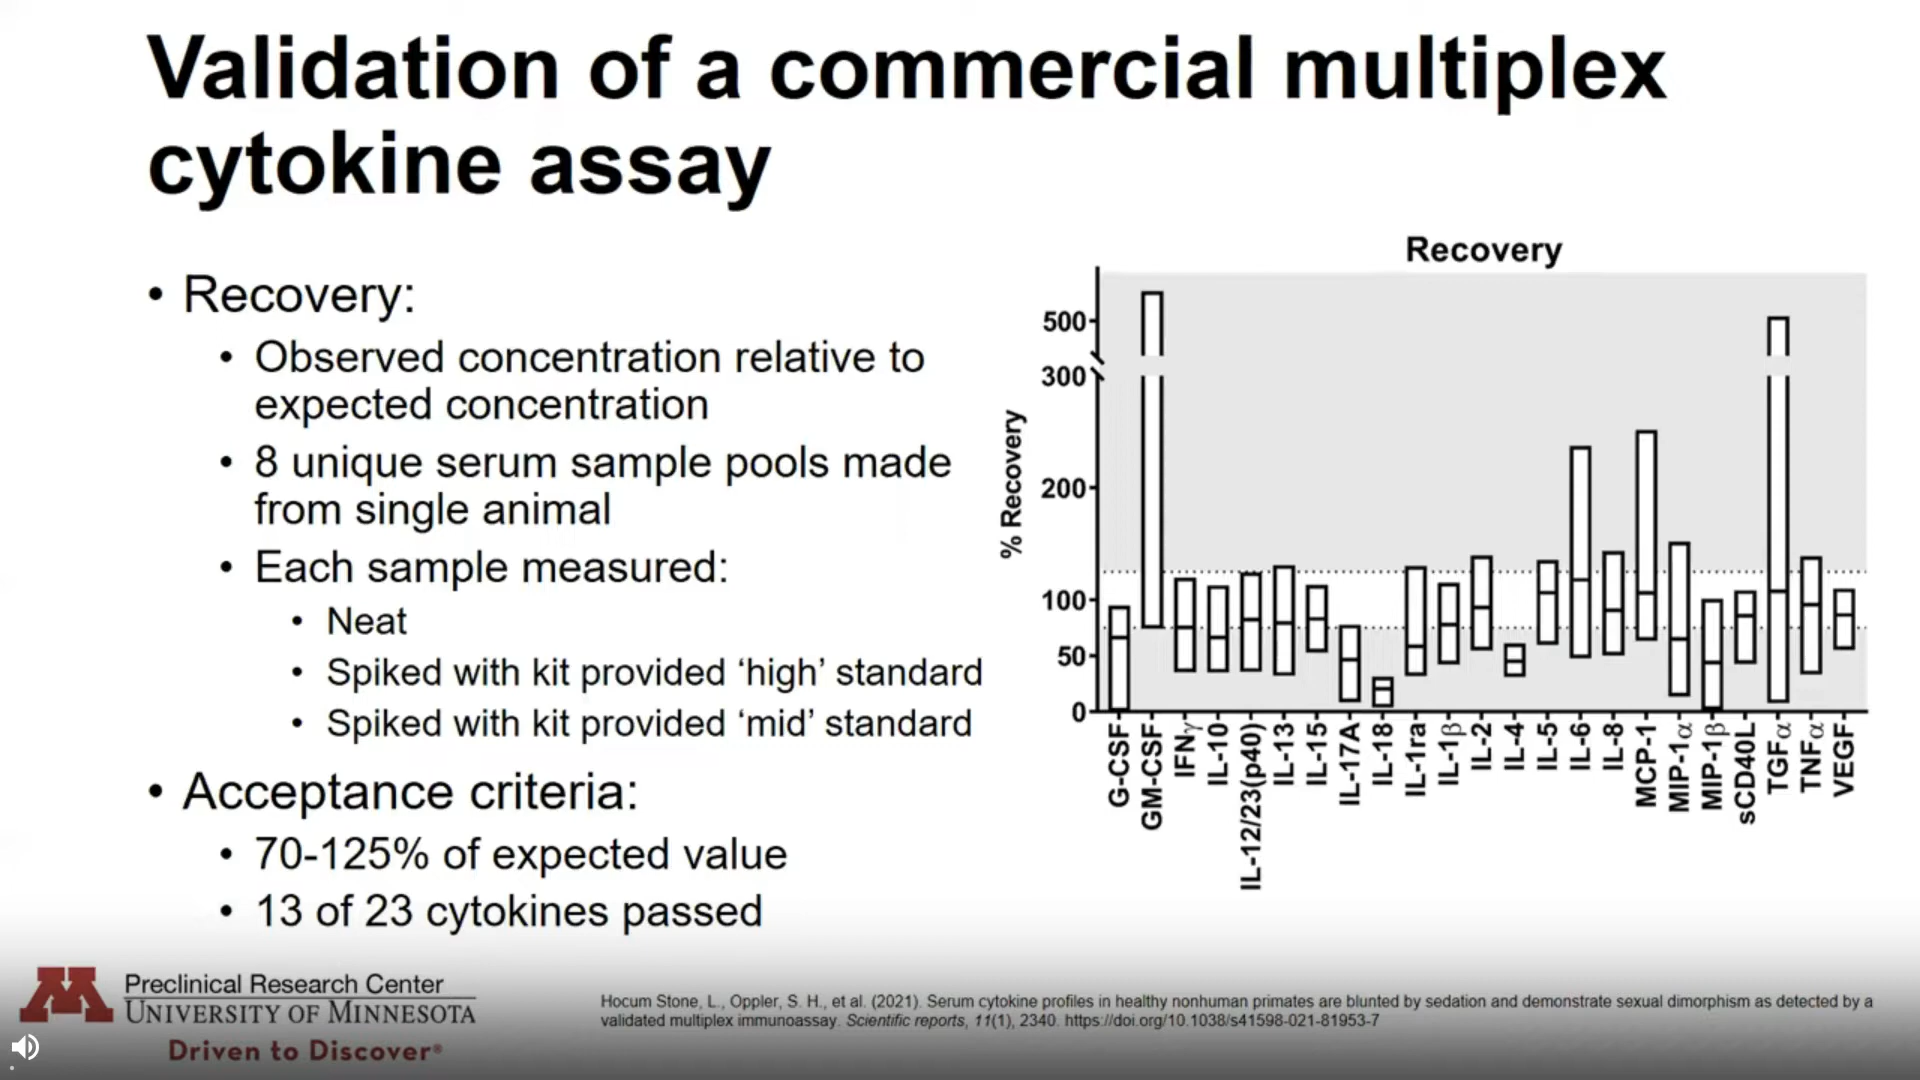 Validation of a commercial multiplex
cytokine assay
• Recovery:
• Observed concentration relative to
expected concentration
• 8 unique serum sample pools made
from single animal
• Each sample measured:
• Neat
• Spiked with kit provided ‘high’ standard
• Spiked with kit provided ‘mid’ standard
• Acceptance criteria:
• 70-125% of expected value
• 13 of 23 cytokines passed
Recovery
% Recovery
500
300
200
100
50
0
G-CSF
GM-CSF
IFNγ
IL-10
IL-12/23(p40)
IL-13
IL-15
IL-17A
IL-18
IL-1ra
IL-1β
IL-2
IL-4
IL-5
IL-6
IL-8
MCP-1
MIP-1α
MIP-1β
sCD40L
TGFα
TNFα
VEGF
M
Preclinical Research Center
UNIVERSITY OF MINNESOTA
Driven to Discover®
Hocum Stone, L., Oppler, S. H., et al. (2021). Serum cytokine profiles in healthy nonhuman primates are blunted by sedation and demonstrate sexual dimorphism as detected by a
validated multiplex immunoassay. Scientific reports, 11(1), 2340. https://doi.org/10.1038/s41598-021-81953-7